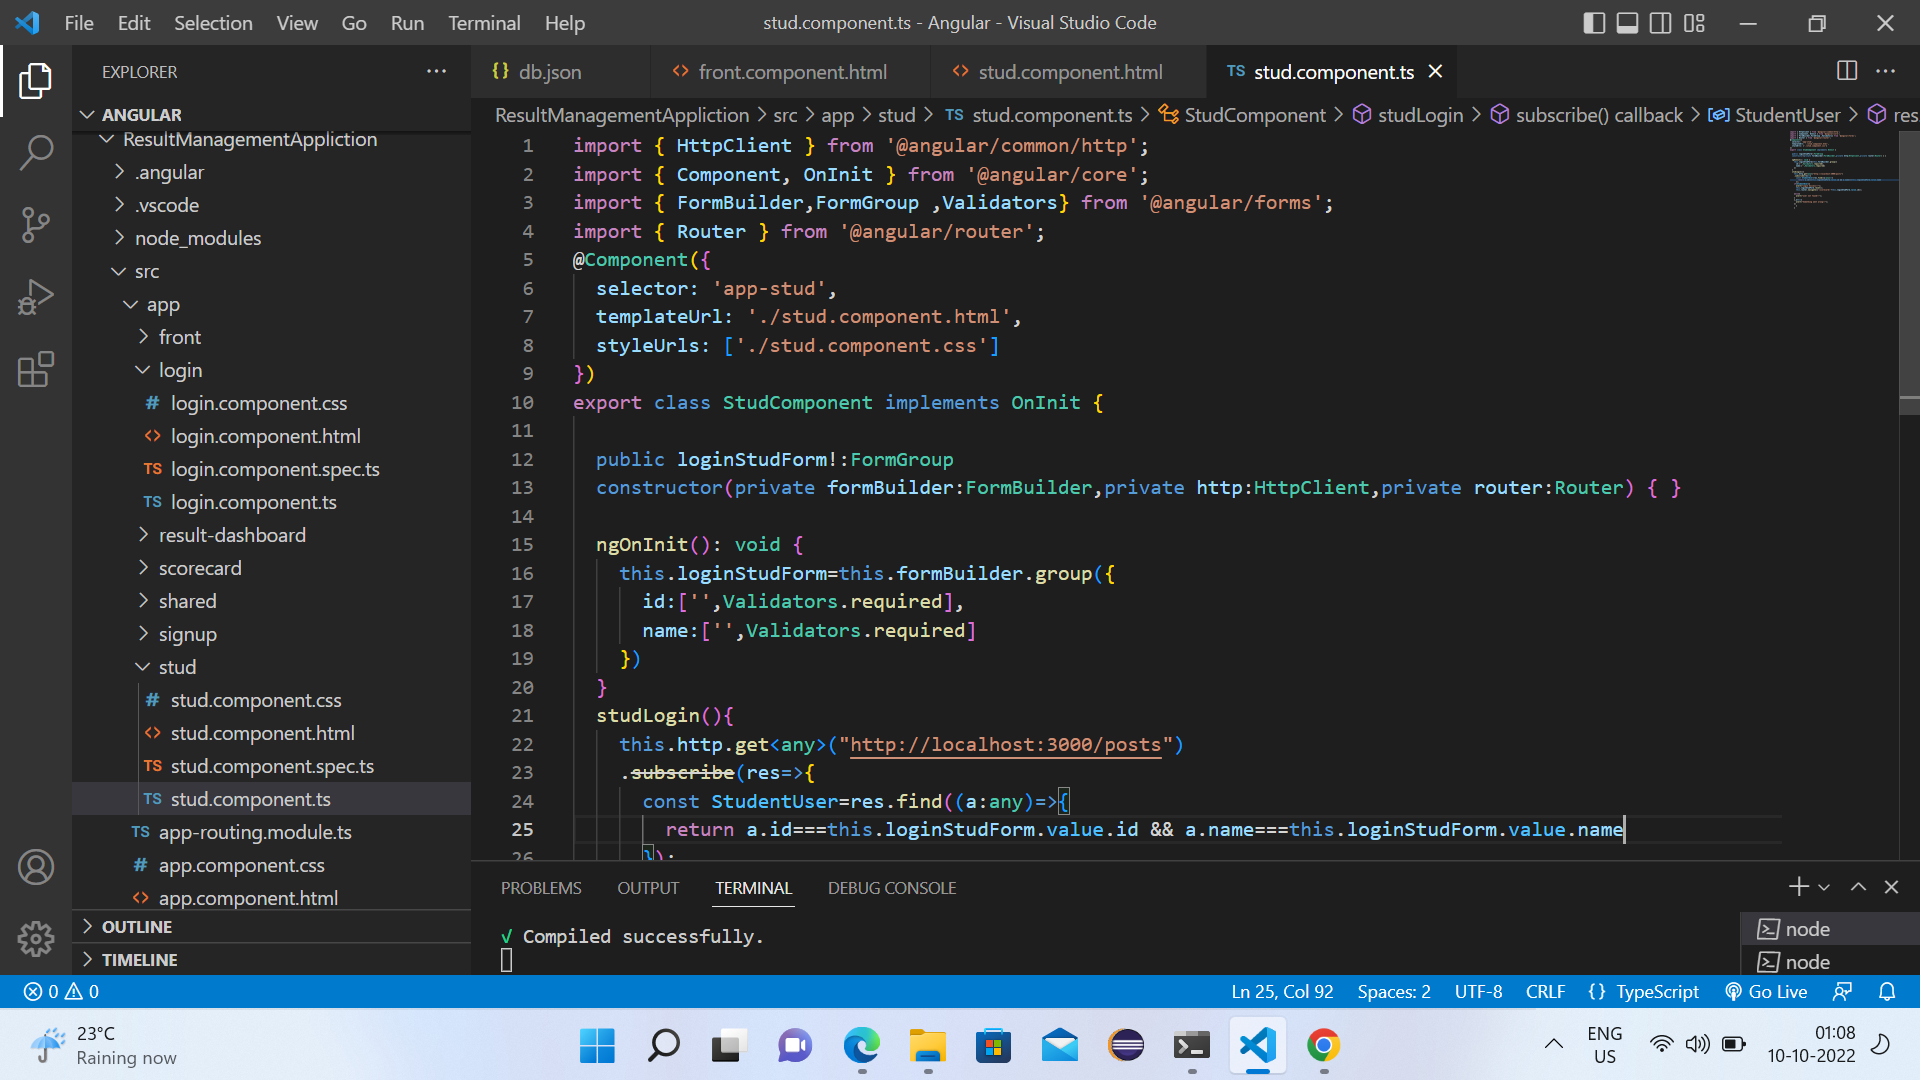 File Edit Selection View Go Run Terminal Help
stud.component.ts - Angular - Visual Studio Code
EXPLORER
ANGULAR
ResultManagementAppliction
.angular
.vscode
node_modules
src
app
front
login
# login.component.css
<> login.component.html
TS login.component.spec.ts
TS login.component.ts
result-dashboard
scorecard
shared
signup
stud
# stud.component.css
<> stud.component.html
TS stud.component.spec.ts
TS stud.component.ts
TS app-routing.module.ts
# app.component.css
<> app.component.html
OUTLINE
TIMELINE
{} db.json <> front.component.html <> stud.component.html TS stud.component.ts
ResultManagementAppliction > src > app > stud > TS stud.component.ts > StudComponent > studLogin > subscribe() callback > StudentUser > res.
1 import { HttpClient } from '@angular/common/http';
2 import { Component, OnInit } from '@angular/core';
3 import { FormBuilder,FormGroup ,Validators} from '@angular/forms';
4 import { Router } from '@angular/router';
5 @Component({
6 selector: 'app-stud',
7 templateUrl: './stud.component.html',
8 styleUrls: ['./stud.component.css']
9 })
10 export class StudComponent implements OnInit {
11
12 public loginStudForm!:FormGroup
13 constructor(private formBuilder:FormBuilder,private http:HttpClient,private router:Router) { }
14
15 ngOnInit(): void {
16 this.loginStudForm=this.formBuilder.group({
17 id:['',Validators.required],
18 name:['',Validators.required]
19 })
20 }
21 studLogin(){
22 this.http.get<any>("http://localhost:3000/posts")
23 .subscribe(res=>{
24 const StudentUser=res.find((a:any)=>{
25 return a.id===this.loginStudForm.value.id && a.name===this.loginStudForm.value.name
26 });
PROBLEMS OUTPUT TERMINAL DEBUG CONSOLE
√ Compiled successfully.
node
node
0 0
Ln 25, Col 92 Spaces: 2 UTF-8 CRLF {} TypeScript Go Live
23°C
Raining now
ENG
US
01:08
10-10-2022